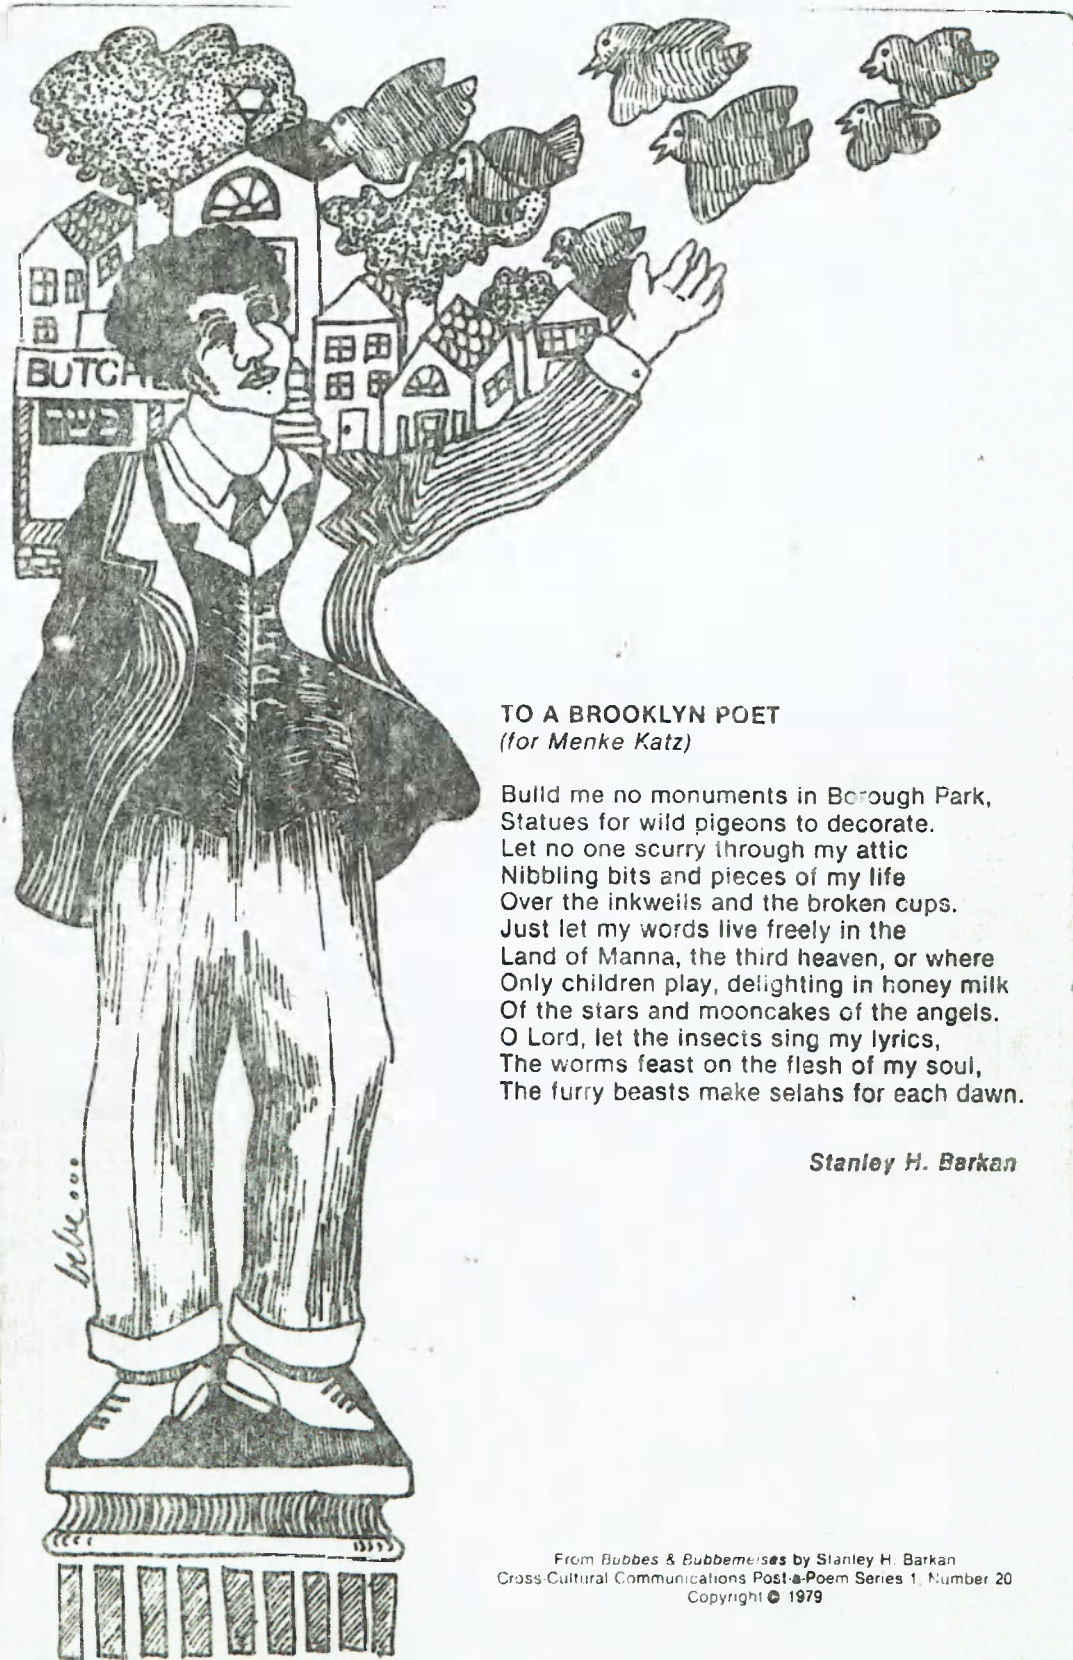 BUTCHE
כשר
TO A BROOKLYN POET
(for Menke Katz)
Build me no monuments in Borough Park,
Statues for wild pigeons to decorate.
Let no one scurry through my attic
Nibbling bits and pieces of my life
Over the inkwells and the broken cups.
Just let my words live freely in the
Land of Manna, the third heaven, or where
Only children play, delighting in honey milk
Of the stars and mooncakes of the angels.
O Lord, let the insects sing my lyrics,
The worms feast on the flesh of my soul,
The furry beasts make selahs for each dawn.
Stanley H. Barkan
bebe...
From Bubbes & Bubbemeises by Stanley H. Barkan
Cross-Cultural Communications Post-a-Poem Series 1, Number 20
Copyright © 1979